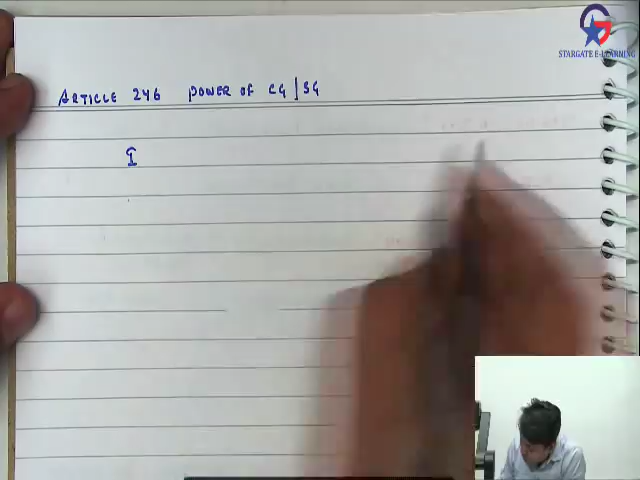 STARGATE E-LEARNING
ARTICLE 246 POWER OF CG | SG
I